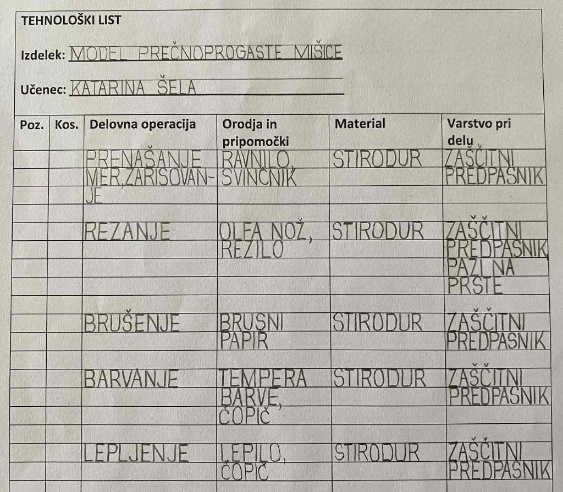 TEHNOLOŠKI LIST
Izdelek: MODEL PREČNOPROGASTE MIŠICE
Učenec: KATARINA ŠELA
Poz. Kos. Delovna operacija Orodja in pripomočki Material Varstvo pri delu
PRENAŠANJE RAVNILO, STIRODUR ZAŠČITNI
MER,ZARISOVAN- SVINČNIK PREDPASNIK
JE
REZANJE OLFA NOŽ, STIRODUR ZAŠČITNI
REZILO PREDPASNIK
PAZI NA
PRSTE
BRUŠENJE BRUSNI STIRODUR ZAŠČITNI
PAPIR PREDPASNIK
BARVANJE TEMPERA STIRODUR ZAŠČITNI
BARVE, PREDPASNIK
ČOPIČ
LEPLJENJE LEPILO, STIRODUR ZAŠČITNI
ČOPIČ PREDPASNIK